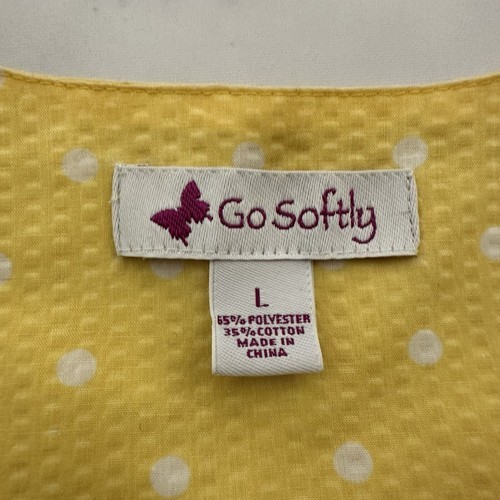 Go Softly
L
65% POLYESTER
35% COTTON
MADE IN
CHINA